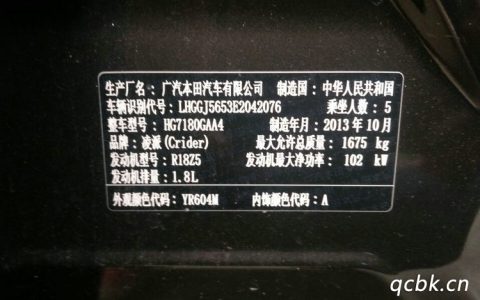 生产厂名：广汽本田汽车有限公司 制造国：中华人民共和国
车辆识别代号：LHGGJ5653E2042076 乘坐人数：5
整车型号：HG7180GAA4 制造年月：2013年10月
品牌：凌派(Crider) 最大允许总质量：1675 kg
发动机型号：R18Z5 发动机最大净功率：102 kW
发动机排量：1.8L
外观颜色代码：YR604M 内饰颜色代码：A
qcbk.cn